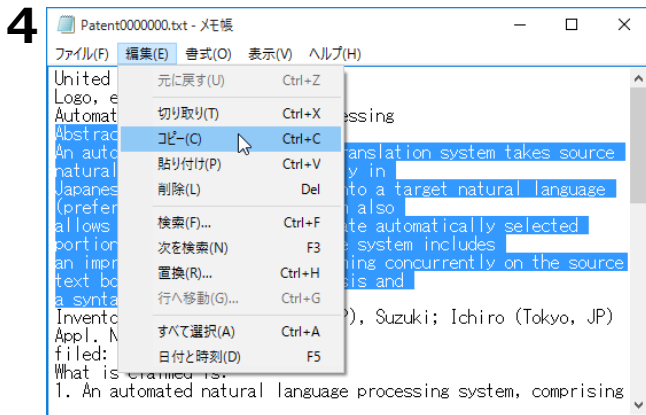 4
Patent0000000.txt - メモ帳
ファイル(F) 編集(E) 書式(O) 表示(V) ヘルプ(H)
United
Logo, e
Automat essing
Abstrac
An auto anslation system takes source
natural y in
Japanes to a target natural language
(prefer also
allows te automatically selected
portion system includes
an impr ning concurrently on the source
text bo sis and
a synta
Invento ), Suzuki; Ichiro (Tokyo, JP)
Appl. N
filed:
What is claimed is:
1. An automated natural language processing system, comprising
元に戻す(U) Ctrl+Z
切り取り(T) Ctrl+X
コピー(C) Ctrl+C
貼り付け(P) Ctrl+V
削除(L) Del
検索(F)... Ctrl+F
次を検索(N) F3
置換(R)... Ctrl+H
行へ移動(G)... Ctrl+G
すべて選択(A) Ctrl+A
日付と時刻(D) F5